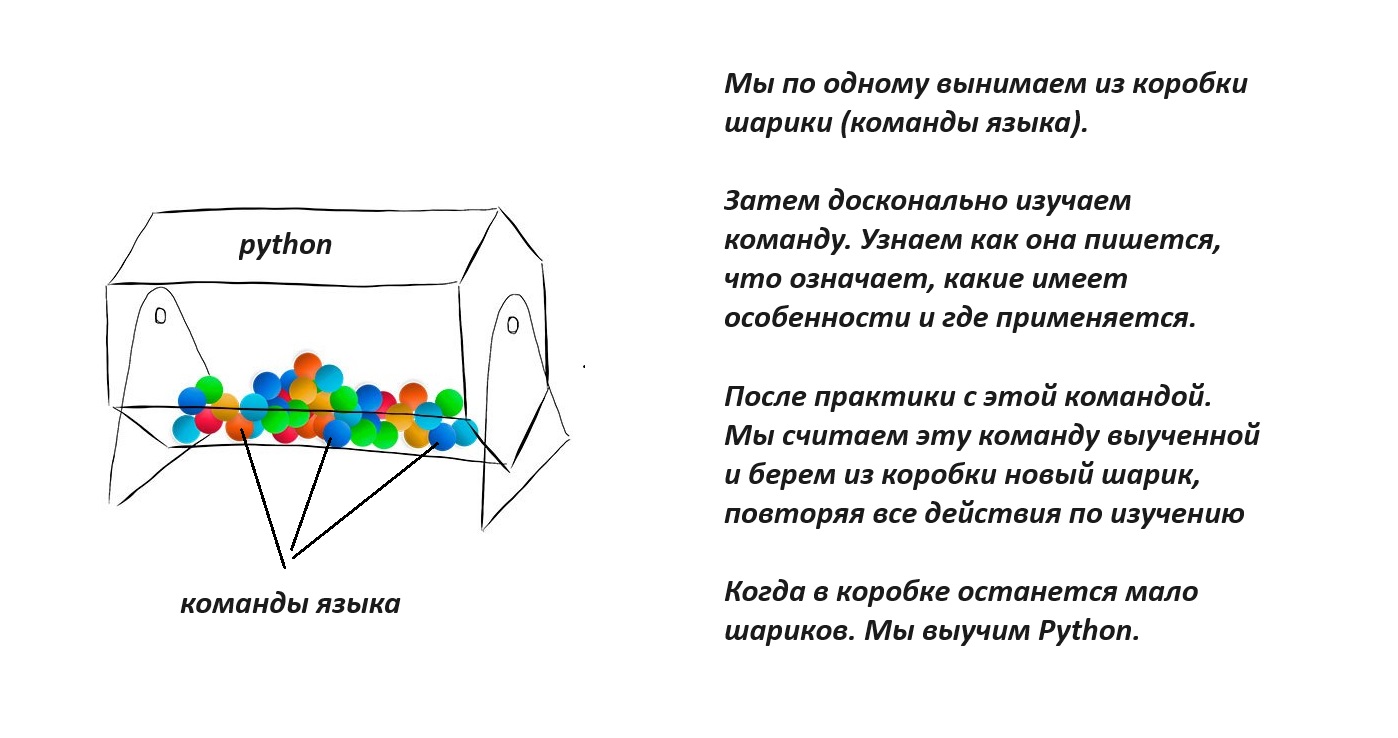 python
команды языка
Мы по одному вынимаем из коробки
шарики (команды языка).
Затем досконально изучаем
команду. Узнаем как она пишется,
что означает, какие имеет
особенности и где применяется.
После практики с этой командой.
Мы считаем эту команду выученной
и берем из коробки новый шарик,
повторяя все действия по изучению
Когда в коробке останется мало
шариков. Мы выучим Python.